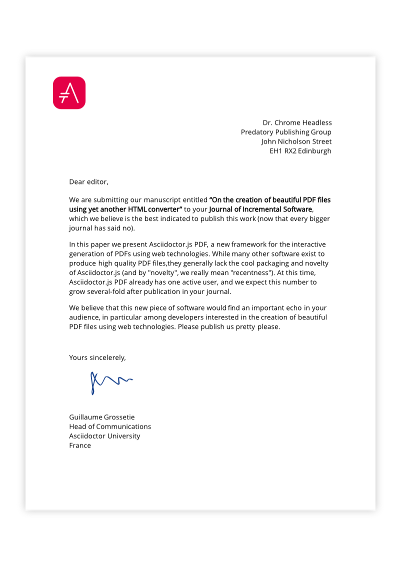 Dr. Chrome Headless
Predatory Publishing Group
John Nicholson Street
EH1 RX2 Edinburgh
Dear editor,
We are submitting our manuscript entitled "On the creation of beautiful PDF files
using yet another HTML converter" to your Journal of Incremental Software,
which we believe is the best indicated to publish this work (now that every bigger
journal has said no).
In this paper we present Asciidoctor.js PDF, a new framework for the interactive
generation of PDFs using web technologies. While many other software exist to
produce high quality PDF files,they generally lack the cool packaging and novelty
of Asciidoctor.js (and by "novelty", we really mean "recentness"). At this time,
Asciidoctor.js PDF already has one active user, and we expect this number to
grow several-fold after publication in your journal.
We believe that this new piece of software would find an important echo in your
audience, in particular among developers interested in the creation of beautiful
PDF files using web technologies. Please publish us pretty please.
Yours sincelerely,
Guillaume Grossetie
Head of Communications
Asciidoctor University
France